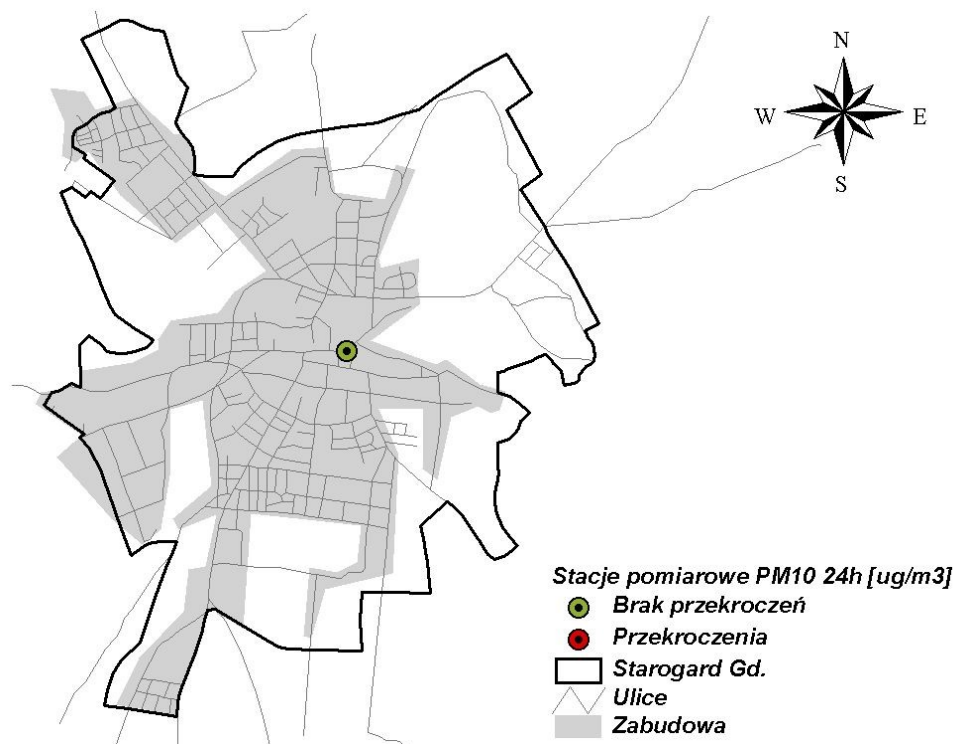 N
W
E
S
Stacje pomiarowe PM10 24h [ug/m3]
Brak przekroczeń
Przekroczenia
Starogard Gd.
Ulice
Zabudowa